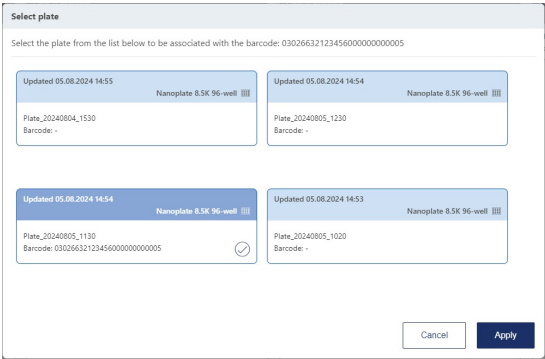 Select plate
Select the plate from the list below to be associated with the barcode: 03026632123456000000000005
Updated 05.08.2024 14:55
Nanoplate 8.5K 96-well
Plate_20240804_1530
Barcode: -
Updated 05.08.2024 14:54
Nanoplate 8.5K 96-well
Plate_20240805_1230
Barcode: -
Updated 05.08.2024 14:54
Nanoplate 8.5K 96-well
Plate_20240805_1130
Barcode: 03026632123456000000000005
Updated 05.08.2024 14:53
Nanoplate 8.5K 96-well
Plate_20240805_1020
Barcode: -
Cancel
Apply